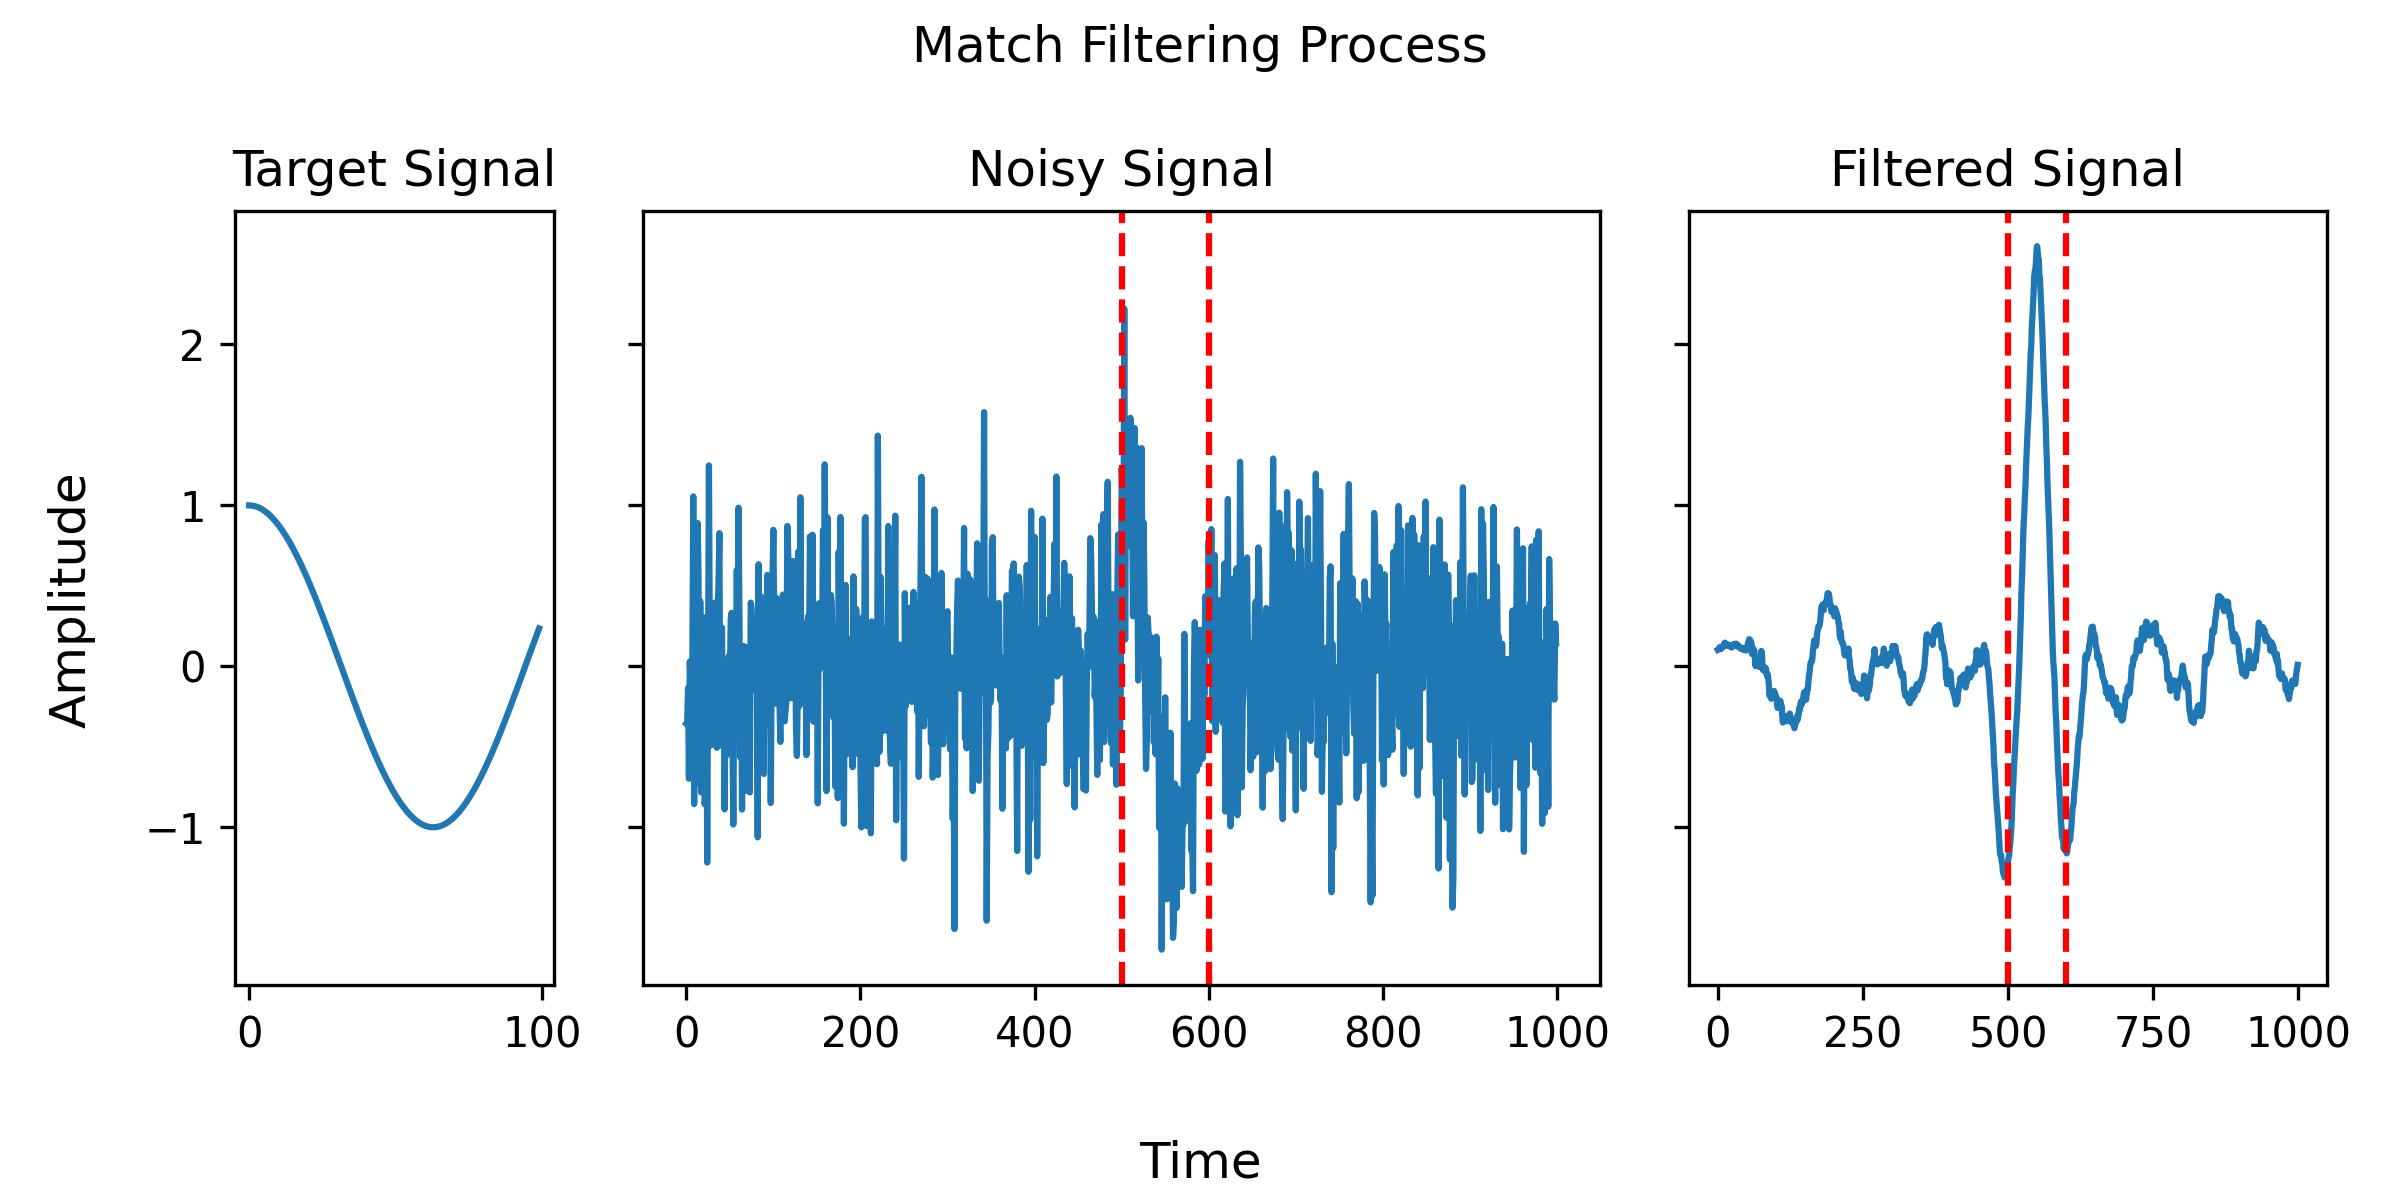 Match Filtering Process
Target Signal
Noisy Signal
Filtered Signal
Amplitude
2
1
0
−1
0 100
0 200 400 600 800 1000
0 250 500 750 1000
Time